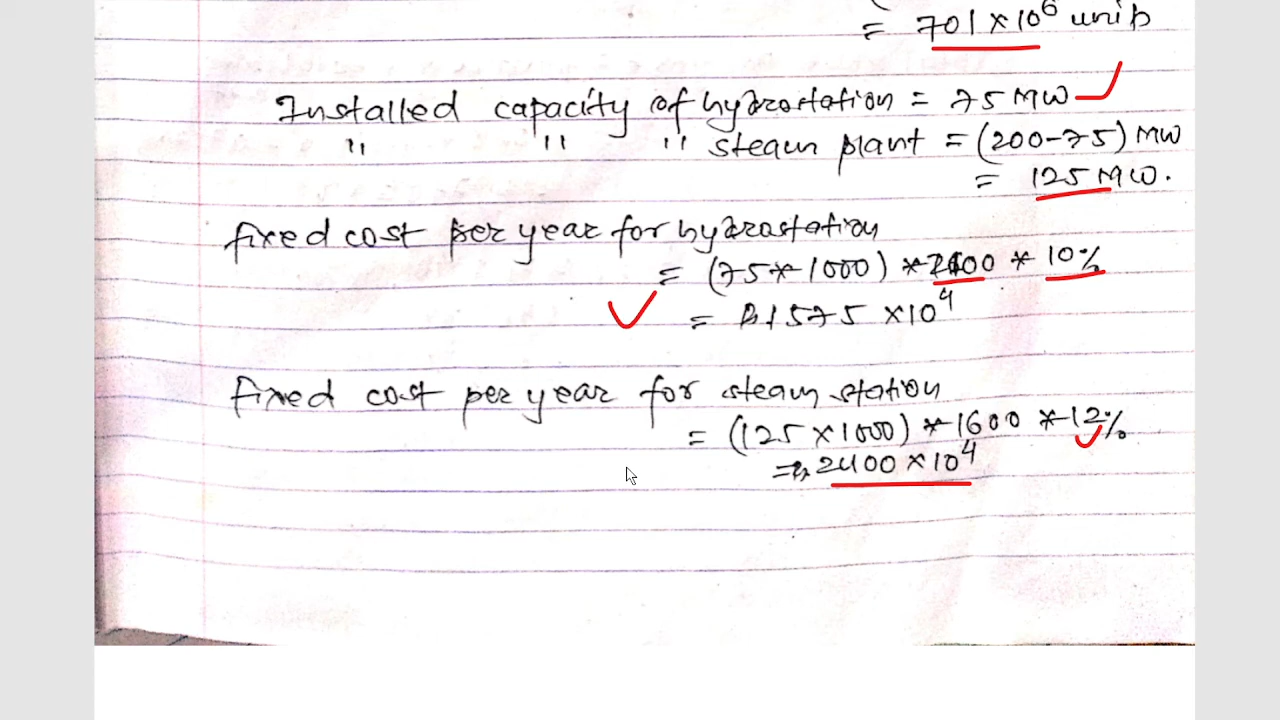 = 701 × 10⁶ units
Installed capacity of hydrostation = 75 MW
" " " steam plant = (200-75) MW
= 125 MW.
fixed cost per year for hydrostation
= (75 * 1000) * 2100 * 10%
= ₨ 1575 × 10⁴
fixed cost per year for steam station
= (125 × 1000) * 1600 * 12%
= ₨ 2400 × 10⁴